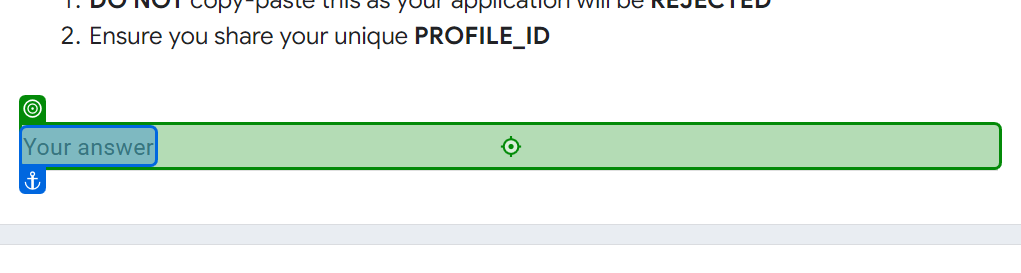 1. DO NOT copy-paste this as your application will be REJECTED
2. Ensure you share your unique PROFILE_ID
Your answer